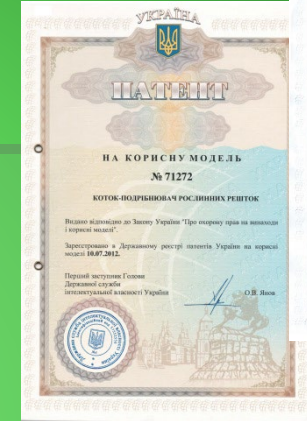 УКРАЇНА
ПАТЕНТ
НА КОРИСНУ МОДЕЛЬ
№ 71272
КОТОК-ПОДРІБНЮВАЧ РОСЛИННИХ РЕШТОК
Видано відповідно до Закону України "Про охорону прав на винаходи
і корисні моделі".
Зареєстровано в Державному реєстрі патентів України на корисні
моделі 10.07.2012.
Перший заступник Голови
Державної служби
інтелектуальної власності України
О.В. Янов